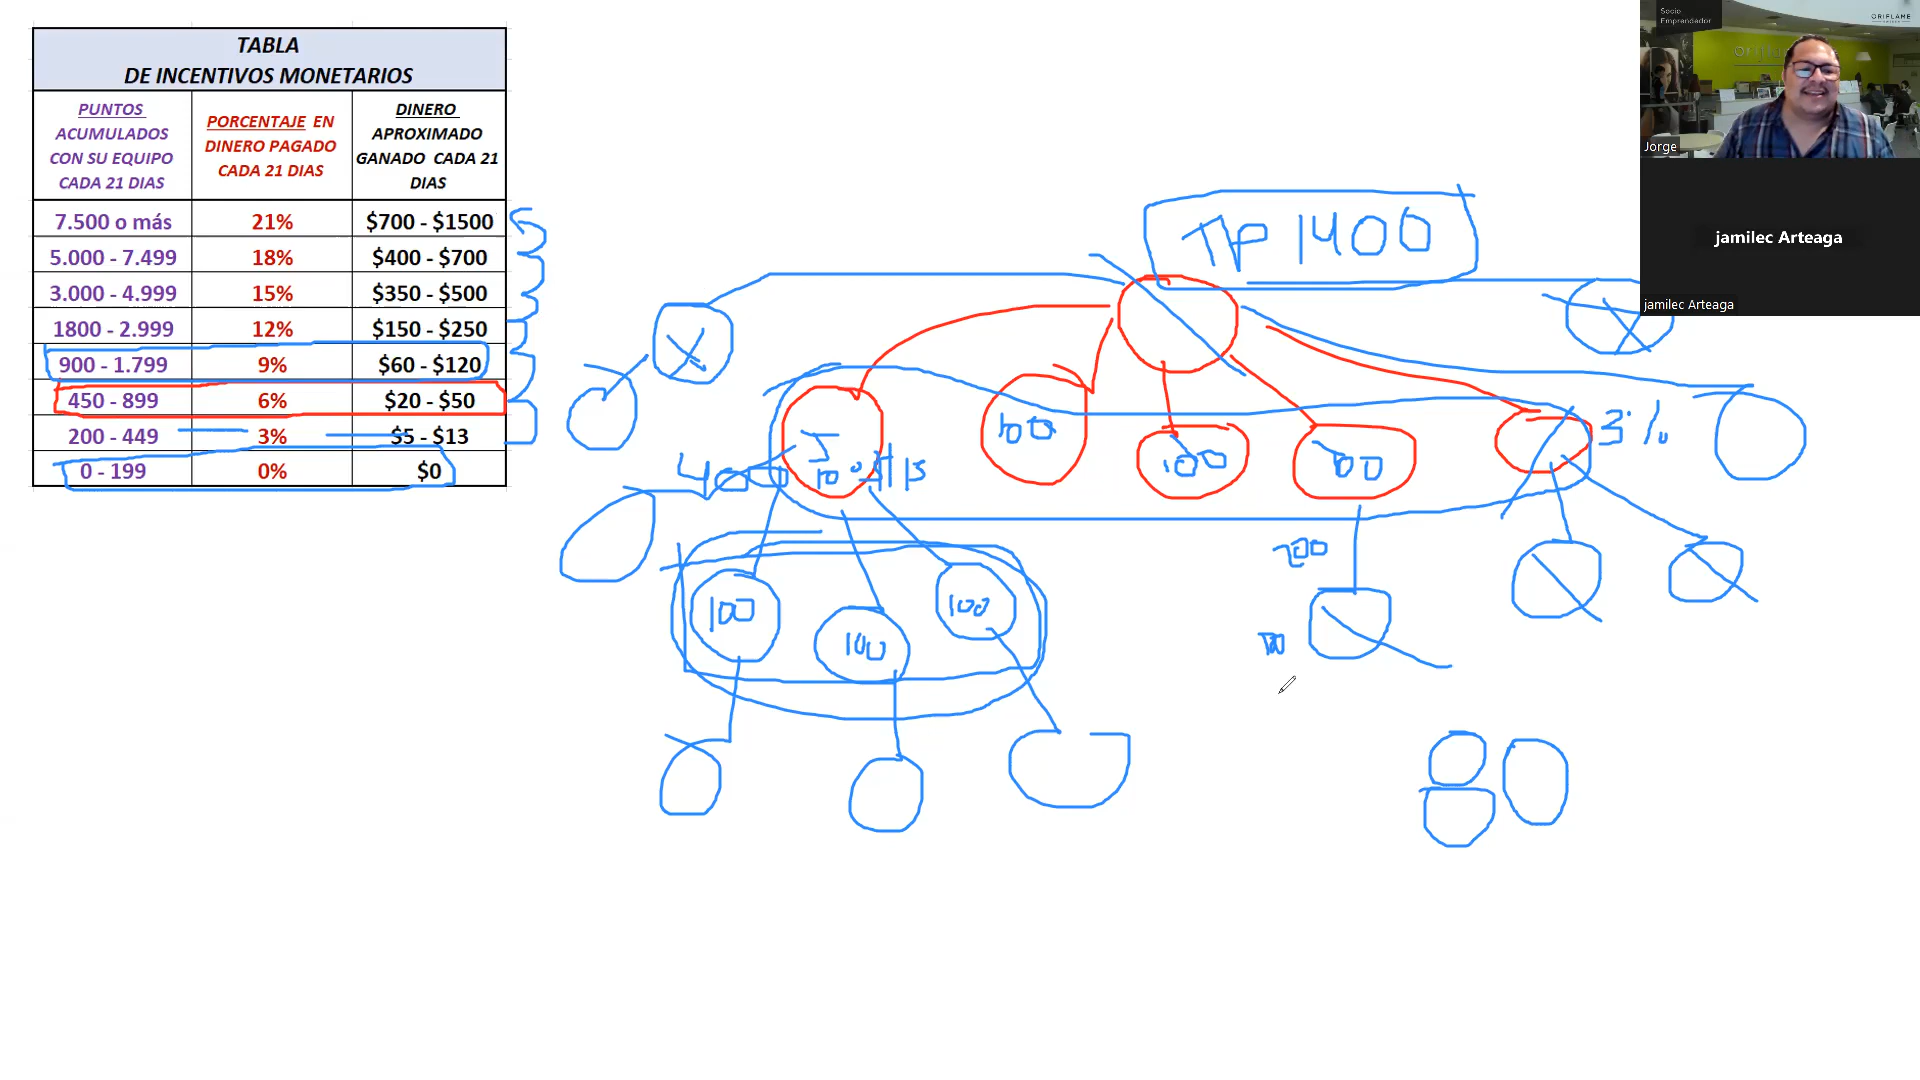 TABLA
DE INCENTIVOS MONETARIOS
PUNTOS ACUMULADOS CON SU EQUIPO CADA 21 DIAS
PORCENTAJE EN DINERO PAGADO CADA 21 DIAS
DINERO APROXIMADO GANADO CADA 21 DIAS
7.500 o más 21% $700 - $1500
5.000 - 7.499 18% $400 - $700
3.000 - 4.999 15% $350 - $500
1800 - 2.999 12% $150 - $250
900 - 1.799 9% $60 - $120
450 - 899 6% $20 - $50
200 - 449 3% $5 - $13
0 - 199 0% $0
1400
3%
100
100
400
200
100
100
100
Socio
Emprendedor
ORIFLAME
Jorge
jamilec Arteaga
jamilec Arteaga